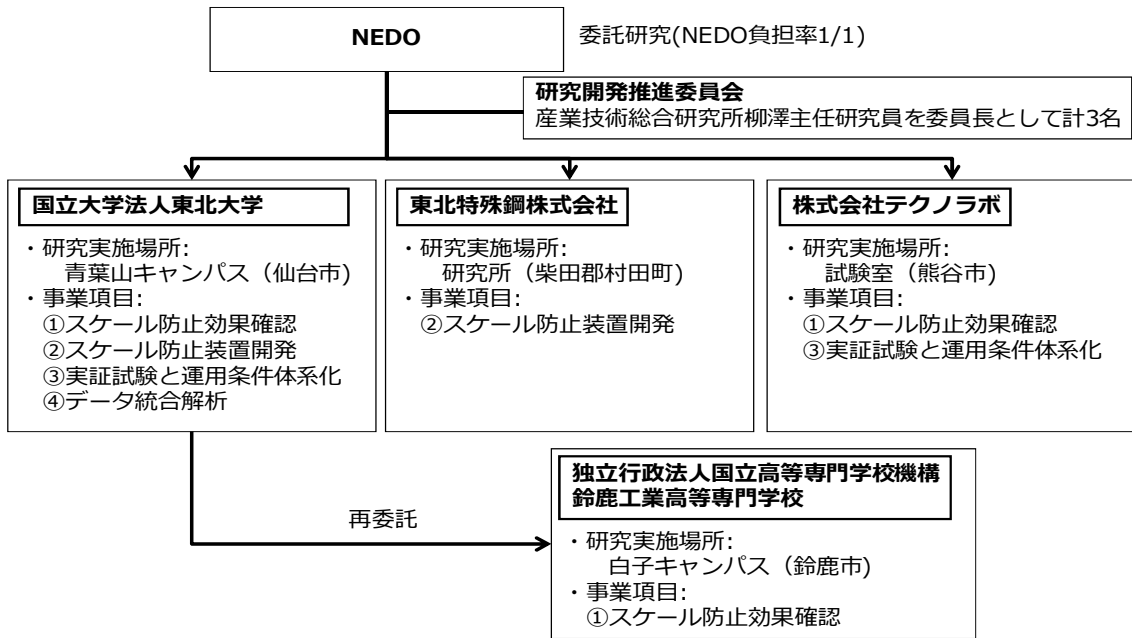 NEDO
委託研究(NEDO負担率1/1)
研究開発推進委員会
産業技術総合研究所柳澤主任研究員を委員長として計3名
国立大学法人東北大学
・研究実施場所:
青葉山キャンパス（仙台市)
・事業項目:
①スケール防止効果確認
②スケール防止装置開発
③実証試験と運用条件体系化
④データ統合解析
東北特殊鋼株式会社
・研究実施場所:
研究所（柴田郡村田町)
・事業項目:
②スケール防止装置開発
株式会社テクノラボ
・研究実施場所:
試験室（熊谷市)
・事業項目:
①スケール防止効果確認
③実証試験と運用条件体系化
再委託
独立行政法人国立高等専門学校機構
鈴鹿工業高等専門学校
・研究実施場所:
白子キャンパス（鈴鹿市)
・事業項目:
①スケール防止効果確認